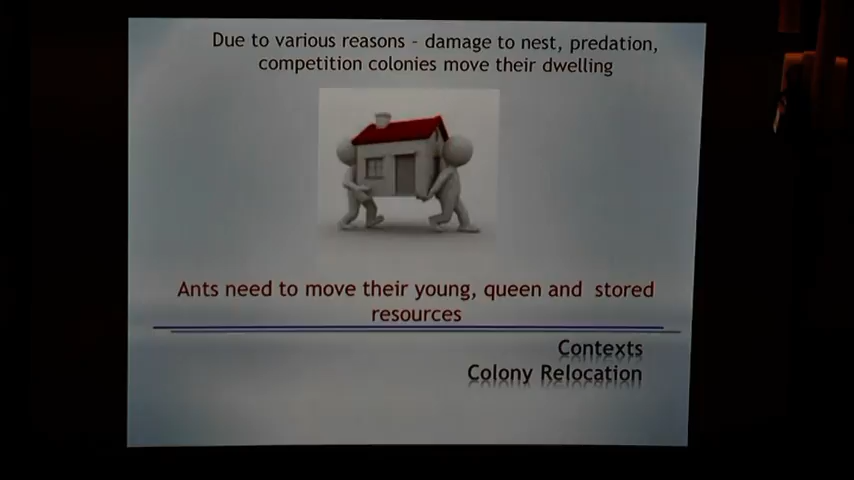 Due to various reasons - damage to nest, predation,
competition colonies move their dwelling
Ants need to move their young, queen and stored
resources
Contexts
Colony Relocation